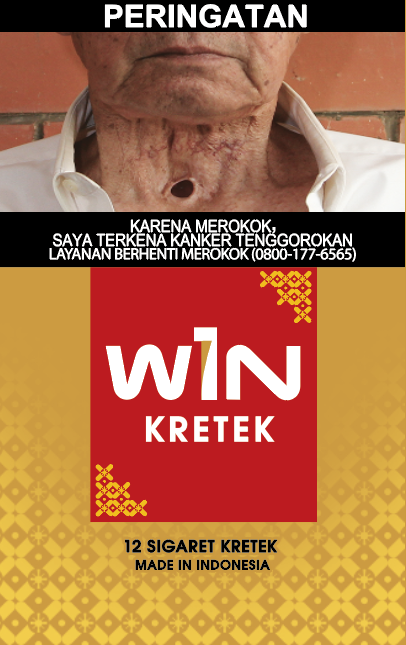 PERINGATAN
KARENA MEROKOK,
SAYA TERKENA KANKER TENGGOROKAN
LAYANAN BERHENTI MEROKOK (0800-177-6565)
WIN
KRETEK
12 SIGARET KRETEK
MADE IN INDONESIA